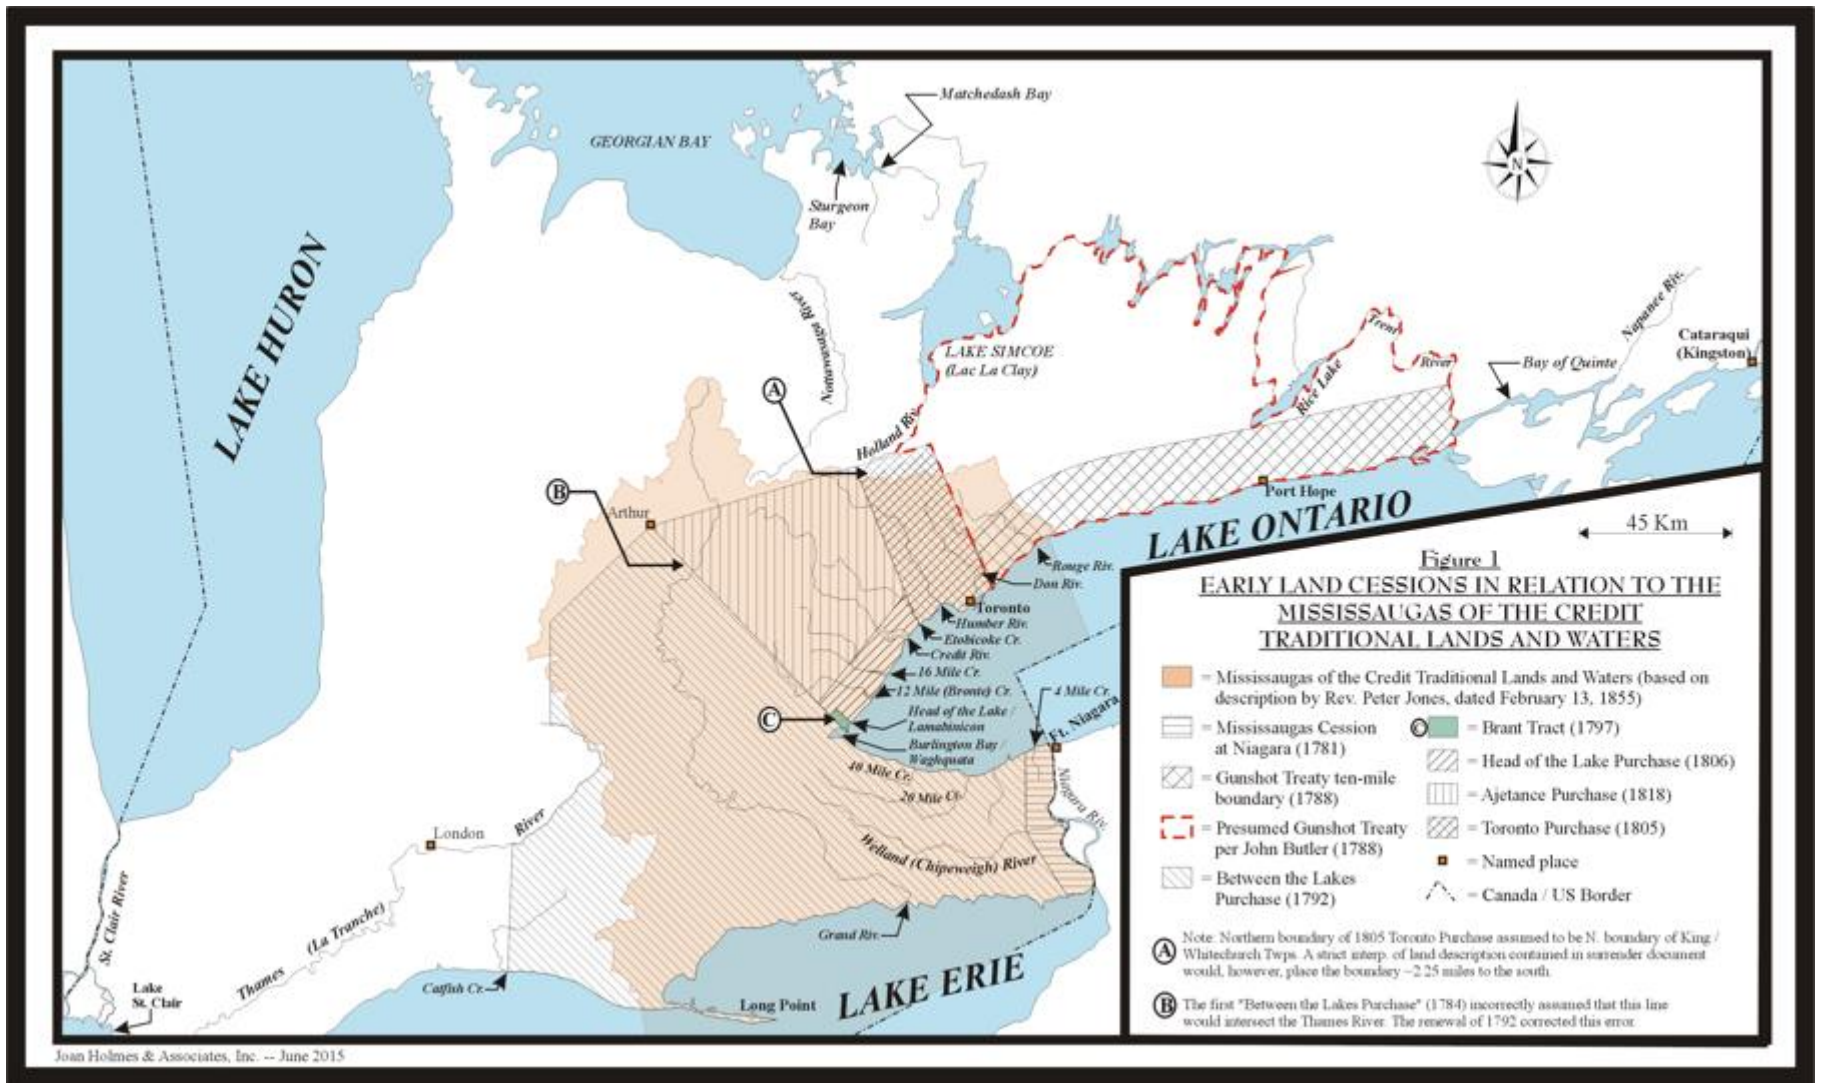 Matchedash Bay
GEORGIAN BAY
Sturgeon
Bay
LAKE HURON
Nottawasaga River
LAKE SIMCOE
(Lac La Clay)
Holland Riv.
Trent
River
Rice Lake
Napanee Riv.
Cataraqui
(Kingston)
Bay of Quinte
A
B
Arthur
Port Hope
LAKE ONTARIO
Rouge Riv.
Don Riv.
Toronto
Humber Riv.
Etobicoke Cr.
Credit Riv.
16 Mile Cr.
12 Mile (Bronte) Cr.
4 Mile Cr.
C
Head of the Lake /
Lamabinicon
Burlington Bay /
Waghquata
Ft. Niagara
40 Mile Cr.
20 Mile Cr.
Niagara Riv.
Welland (Chipeweigh) River
London
River
(La Tranche)
Thames
St. Clair River
Grand Riv.
Catfish Cr.
Lake
St. Clair
Long Point
LAKE ERIE
N
45 Km
Figure 1
EARLY LAND CESSIONS IN RELATION TO THE
MISSISSAUGAS OF THE CREDIT
TRADITIONAL LANDS AND WATERS
= Mississaugas of the Credit Traditional Lands and Waters (based on
description by Rev. Peter Jones, dated February 13, 1855)
= Mississaugas Cession
at Niagara (1781)
= Gunshot Treaty ten-mile
boundary (1788)
= Presumed Gunshot Treaty
per John Butler (1788)
= Between the Lakes
Purchase (1792)
C = Brant Tract (1797)
= Head of the Lake Purchase (1806)
= Ajetance Purchase (1818)
= Toronto Purchase (1805)
= Named place
= Canada / US Border
A Note: Northern boundary of 1805 Toronto Purchase assumed to be N. boundary of King /
Whitechurch Twps. A strict interp. of land description contained in surrender document
would, however, place the boundary ~2.25 miles to the south.
B The first "Between the Lakes Purchase" (1784) incorrectly assumed that this line
would intersect the Thames River. The renewal of 1792 corrected this error.
Joan Holmes & Associates, Inc. -- June 2015